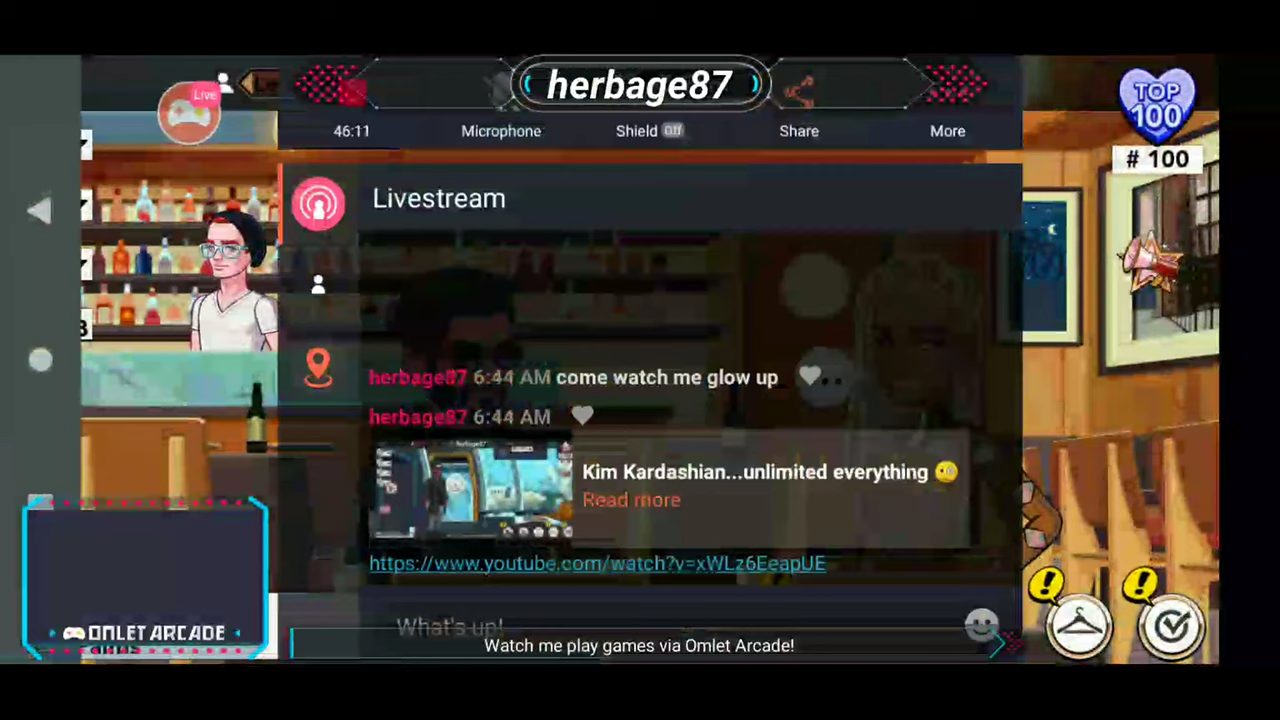 Live
herbage87
TOP
100
# 100
46:11
Microphone
Shield Off
Share
More
Livestream
herbage87 6:44 AM come watch me glow up
herbage87 6:44 AM
Kim Kardashian...unlimited everything
Read more
https://www.youtube.com/watch?v=xWLz6EeapUE
What's up!
OMLET ARCADE
Watch me play games via Omlet Arcade!